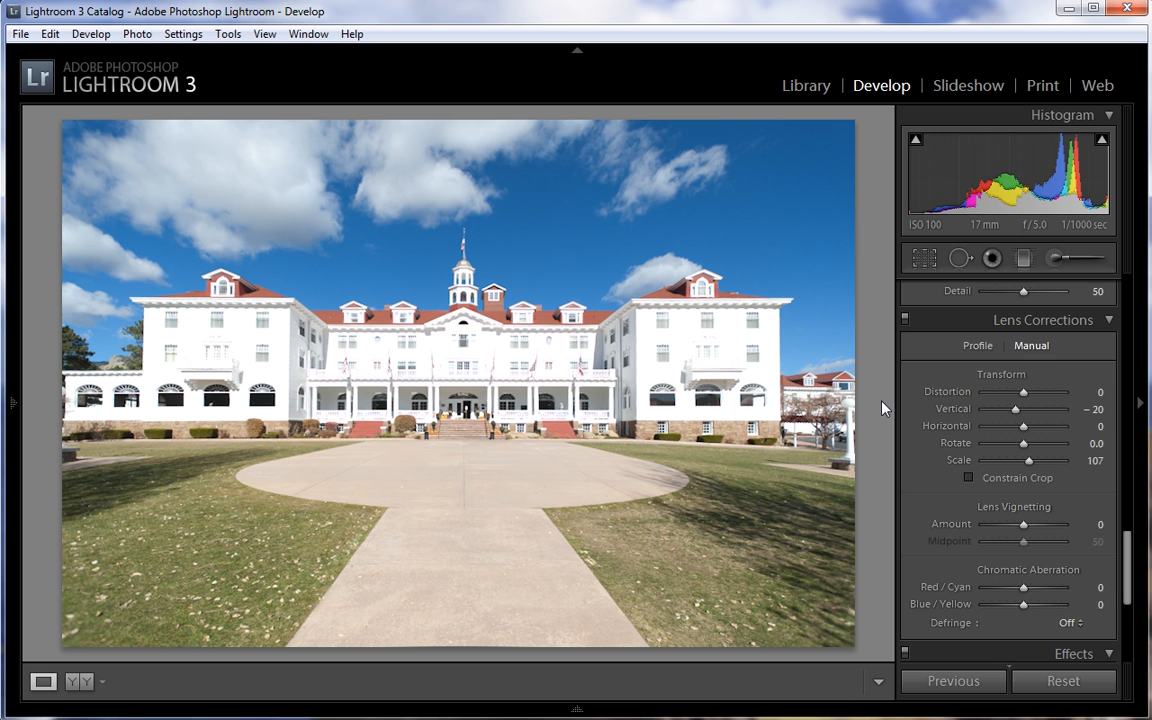 Lightroom 3 Catalog - Adobe Photoshop Lightroom - Develop
File Edit Develop Photo Settings Tools View Window Help
Lr ADOBE PHOTOSHOP
LIGHTROOM 3
Library | Develop | Slideshow | Print | Web
Histogram
ISO 100 17 mm f / 5.0 1/1000 sec
Detail 50
Lens Corrections
Profile | Manual
Transform
Distortion 0
Vertical – 20
Horizontal 0
Rotate 0.0
Scale 107
Constrain Crop
Lens Vignetting
Amount 0
Midpoint 50
Chromatic Aberration
Red / Cyan 0
Blue / Yellow 0
Defringe : Off
Effects
Previous Reset
YY